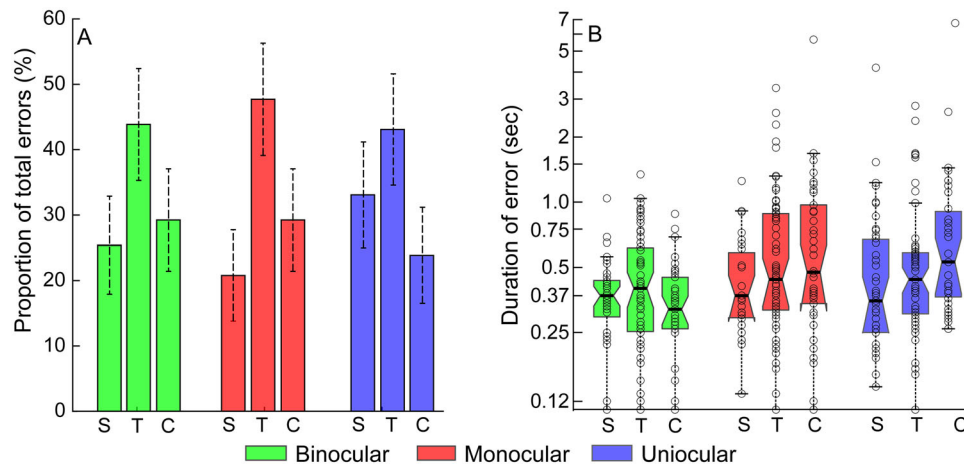 A
Proportion of total errors (%)
60
50
40
30
20
10
0
S T C S T C S T C
B
Duration of error (sec)
7
5
3
2
1.5
1.0
0.75
0.5
0.37
0.25
0.12
S T C S T C S T C
Binocular Monocular Uniocular